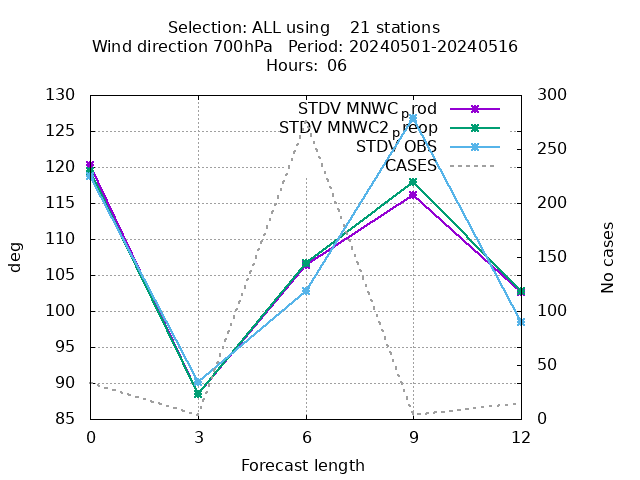 Selection: ALL using    21 stations
Wind direction 700hPa   Period: 20240501-20240516
Hours: 06
STDV MNWC_prod
STDV MNWC2_preop
STDV OBS
CASES
130
125
120
115
110
105
100
95
90
85
deg
300
250
200
150
100
50
0
No cases
0 3 6 9 12
Forecast length